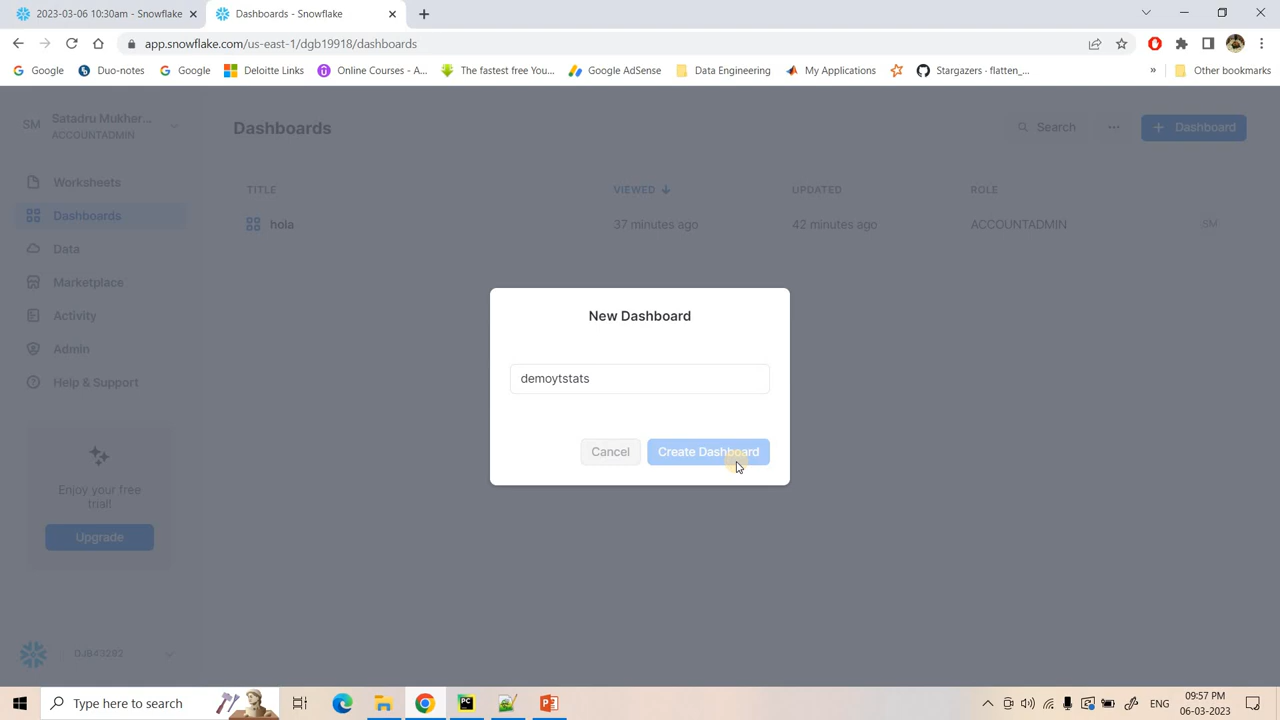 2023-03-06 10:30am - Snowflake
Dashboards - Snowflake
app.snowflake.com/us-east-1/dgb19918/dashboards
Google
Duo-notes
Google
Deloitte Links
Online Courses - A...
The fastest free You...
Google AdSense
Data Engineering
My Applications
Stargazers · flatten_...
»
Other bookmarks
SM
Satadru Mukhar...
ACCOUNTADMIN
Dashboards
Search
Dashboard
Worksheets
Dashboards
Data
Marketplace
Activity
Admin
Help & Support
TITLE
VIEWED
UPDATED
ROLE
hola
37 minutes ago
42 minutes ago
ACCOUNTADMIN
SM
New Dashboard
demoytstats
Cancel
Create Dashboard
Enjoy your free
trial!
Upgrade
DJB43292
Type here to search
ENG
09:57 PM
06-03-2023